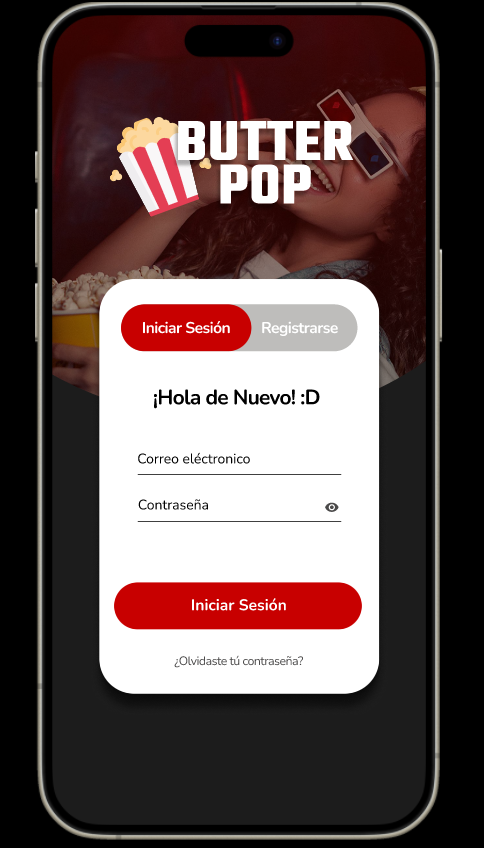 BUTTER
POP
Iniciar Sesión
Registrarse
¡Hola de Nuevo! :D
Correo eléctronico
Contraseña
Iniciar Sesión
¿Olvidaste tú contraseña?